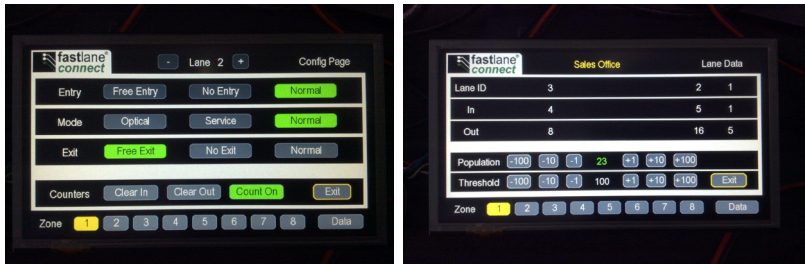 fastlane®
connect
- Lane 2 + Config Page
Entry Free Entry No Entry Normal
Mode Optical Service Normal
Exit Free Exit No Exit Normal
Counters Clear In Clear Out Count On Exit
Zone 1 2 3 4 5 6 7 8 Data
fastlane®
connect
Sales Office Lane Data
Lane ID 3 2 1
In 4 5 1
Out 8 16 5
Population -100 -10 -1 23 +1 +10 +100
Threshold -100 -10 -1 100 +1 +10 +100 Exit
Zone 1 2 3 4 5 6 7 8 Data